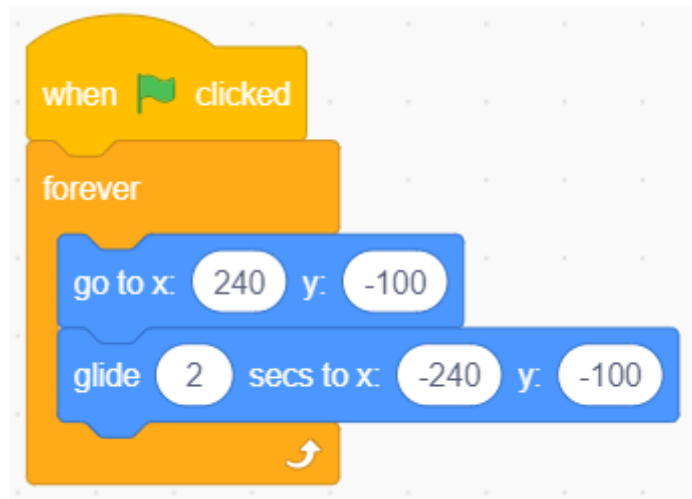 when clicked
forever
go to x: 240 y: -100
glide 2 secs to x: -240 y: -100